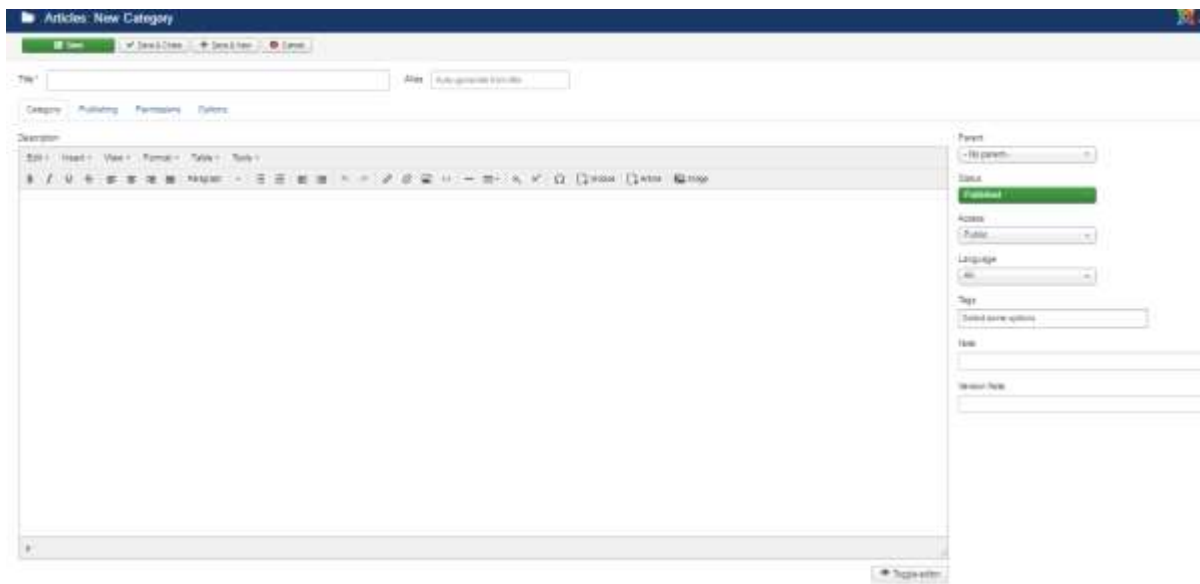 Articles: New Category
Save Save & Close Save & New Cancel
Title * Alias Auto-generate from title
Category Publishing Permissions Options
Description
Edit Insert View Format Table Tools
B I U S Paragraph Module Article Image
P
Toggle editor
Parent
- No parent -
Status
Published
Access
Public
Language
All
Tags
Select some options
Note
Version Note